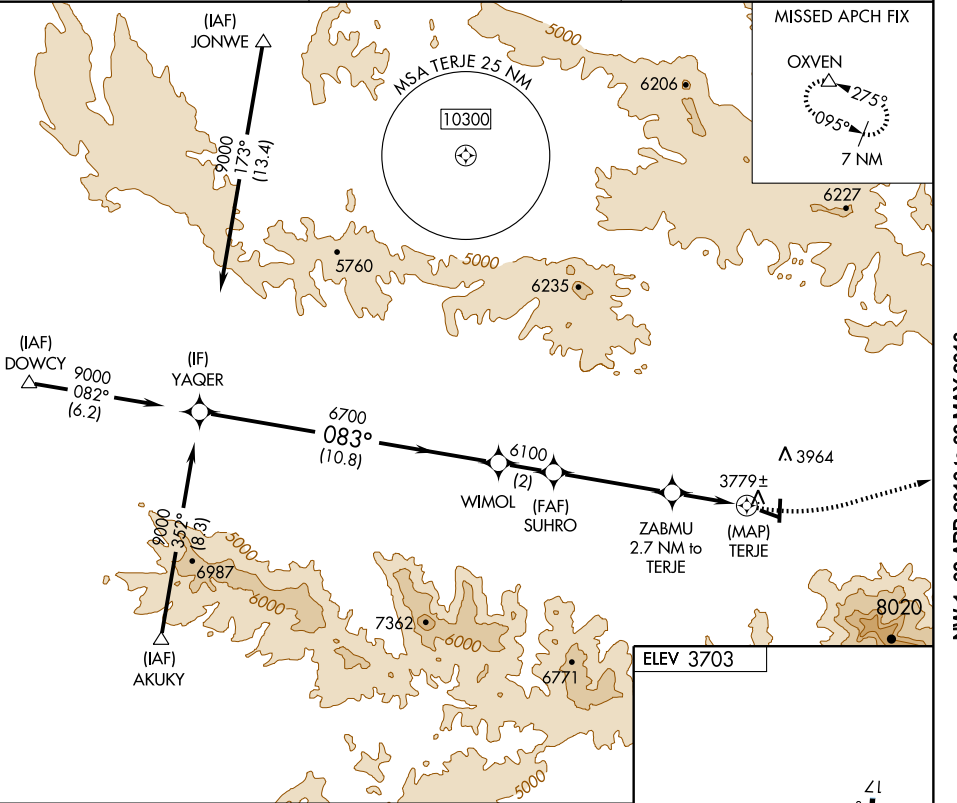 (IAF)
JONWE
9000
173°
(13.4)
MSA TERJE 25 NM
10300
5000
6206
MISSED APCH FIX
OXVEN
275°
095°
7 NM
6227
5760
5000
6235
(IAF)
DOWCY
9000
082°
(6.2)
(IF)
YAQER
6700
083°
(10.8)
6100
(2)
WIMOL
(FAF)
SUHRO
ZABMU
2.7 NM to
TERJE
3779±
3964
(MAP)
TERJE
9000
352°
(8.3)
5000
6987
6000
(IAF)
AKUKY
7362
6000
6771
8020
5000
ELEV 3703
17